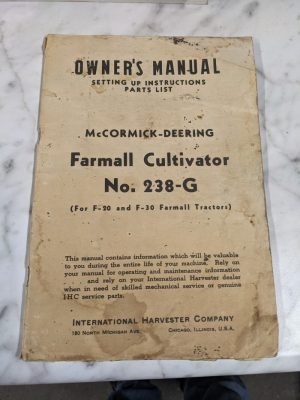 OWNER'S MANUAL
SETTING UP INSTRUCTIONS
PARTS LIST
McCORMICK-DEERING
Farmall Cultivator
No. 238-G
(For F-20 and F-30 Farmall Tractors)
This manual contains information which will be valuable
to you during the entire life of your machine. Rely on
your manual for operating and maintenance information
and rely on your International Harvester dealer
when in need of skilled mechanical service or genuine
IHC service parts.
INTERNATIONAL HARVESTER COMPANY
180 NORTH MICHIGAN AVE. CHICAGO, ILLINOIS, U.S.A.